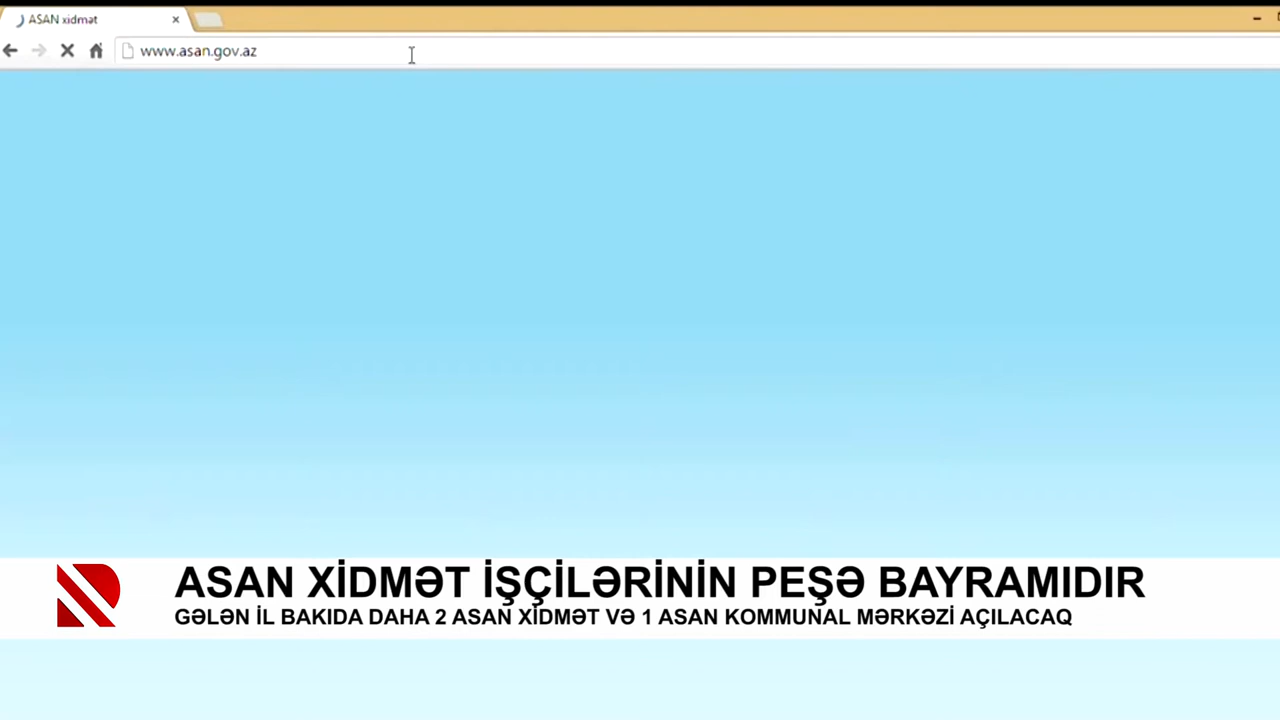 ASAN xidmət
www.asan.gov.az
ASAN XİDMƏT İŞÇİLƏRİNİN PEŞƏ BAYRAMIDIR
GƏLƏN İL BAKIDA DAHA 2 ASAN XİDMƏT VƏ 1 ASAN KOMMUNAL MƏRKƏZİ AÇILACAQ